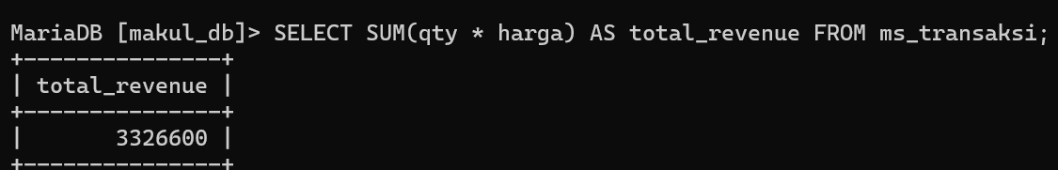 MariaDB [makul_db]> SELECT SUM(qty * harga) AS total_revenue FROM ms_transaksi;
+---------------+
| total_revenue |
+---------------+
|       3326600 |
+---------------+